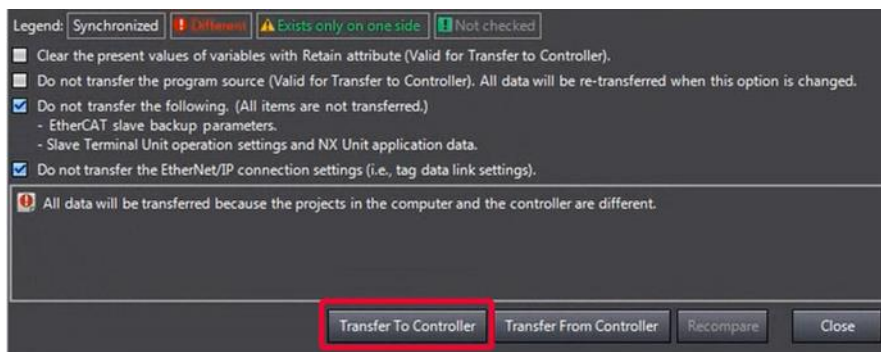 Legend: Synchronized Different Exists only on one side Not checked
Clear the present values of variables with Retain attribute (Valid for Transfer to Controller).
Do not transfer the program source (Valid for Transfer to Controller). All data will be re-transferred when this option is changed.
Do not transfer the following. (All items are not transferred.)
- EtherCAT slave backup parameters.
- Slave Terminal Unit operation settings and NX Unit application data.
Do not transfer the EtherNet/IP connection settings (i.e., tag data link settings).
All data will be transferred because the projects in the computer and the controller are different.
Transfer To Controller Transfer From Controller Recompare Close